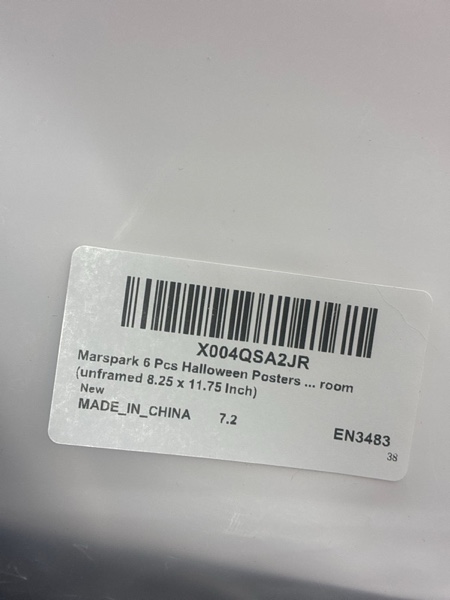 X004QSA2JR
Marspark 6 Pcs Halloween Posters ... room
(unframed 8.25 x 11.75 Inch)
New
MADE_IN_CHINA 7.2
EN3483
38